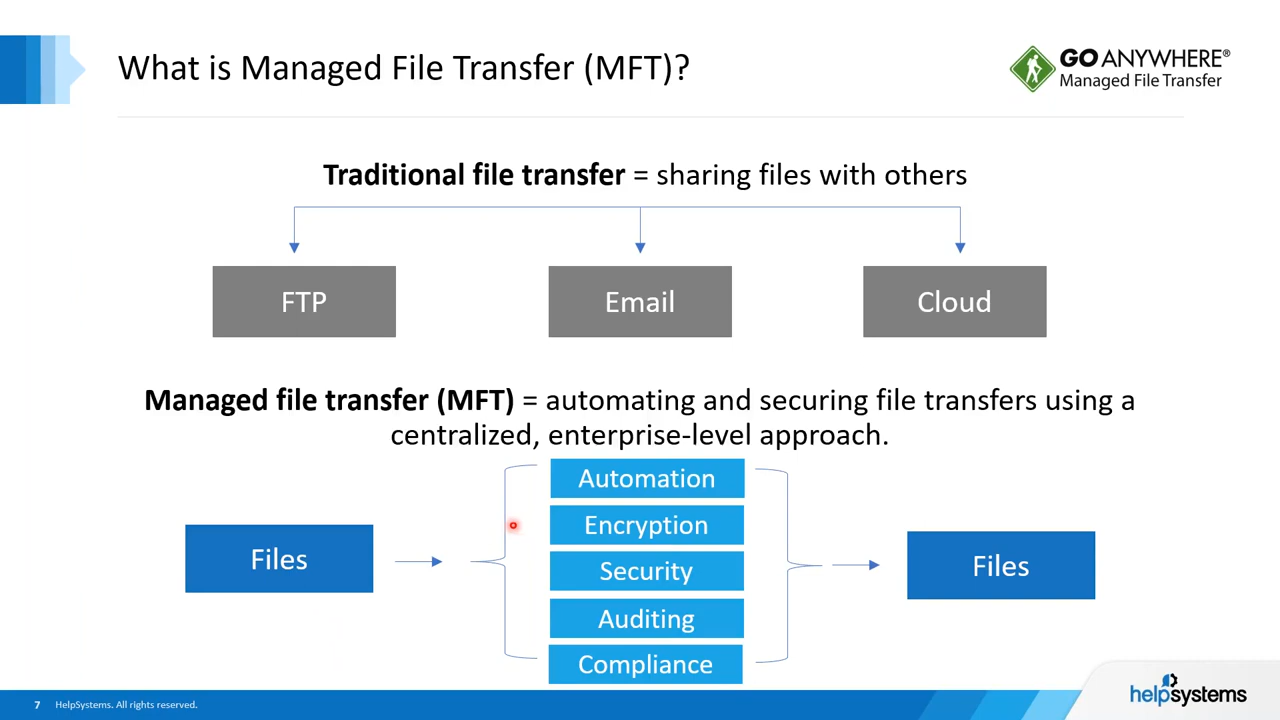 What is Managed File Transfer (MFT)?
GO ANYWHERE®
Managed File Transfer
Traditional file transfer = sharing files with others
FTP
Email
Cloud
Managed file transfer (MFT) = automating and securing file transfers using a
centralized, enterprise-level approach.
Automation
Encryption
Files
Security
Files
Auditing
Compliance
7 HelpSystems. All rights reserved.
helpsystems